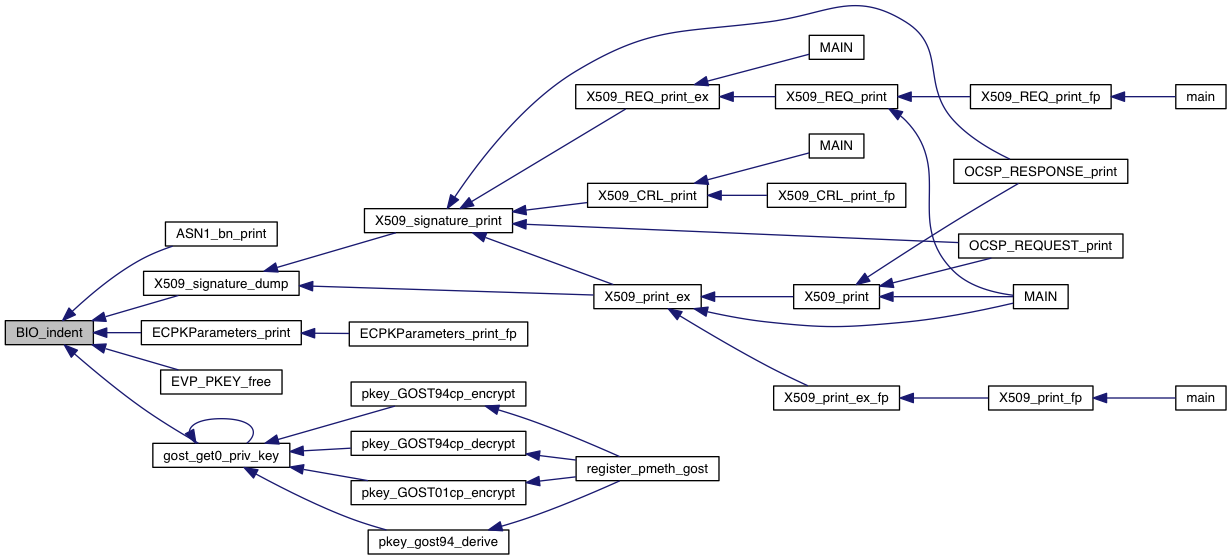 MAIN
X509_REQ_print_ex
X509_REQ_print
X509_REQ_print_fp
main
MAIN
OCSP_RESPONSE_print
X509_CRL_print
X509_CRL_print_fp
X509_signature_print
ASN1_bn_print
OCSP_REQUEST_print
X509_signature_dump
X509_print_ex
X509_print
MAIN
BIO_indent
ECPKParameters_print
ECPKParameters_print_fp
EVP_PKEY_free
pkey_GOST94cp_encrypt
X509_print_ex_fp
X509_print_fp
main
pkey_GOST94cp_decrypt
gost_get0_priv_key
register_pmeth_gost
pkey_GOST01cp_encrypt
pkey_gost94_derive